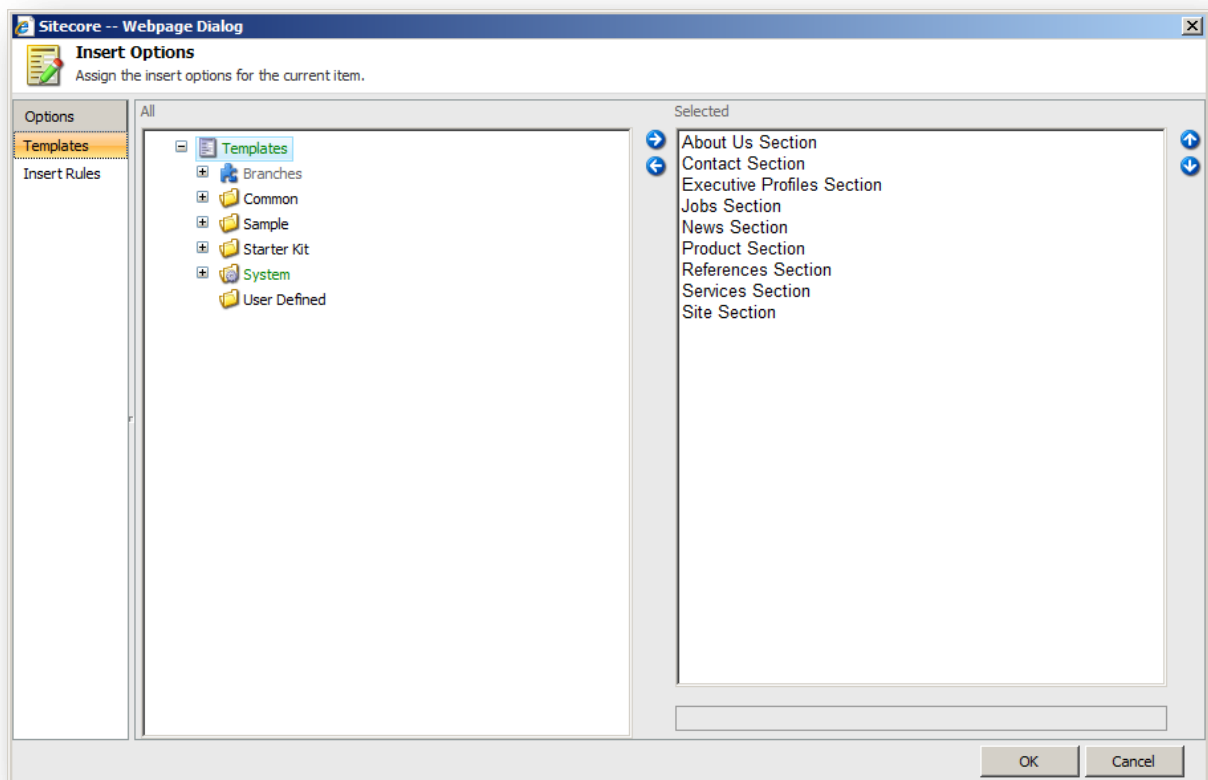 Sitecore -- Webpage Dialog
Insert Options
Assign the insert options for the current item.
Options
Templates
Insert Rules
All
Templates
Branches
Common
Sample
Starter Kit
System
User Defined
Selected
About Us Section
Contact Section
Executive Profiles Section
Jobs Section
News Section
Product Section
References Section
Services Section
Site Section
OK
Cancel